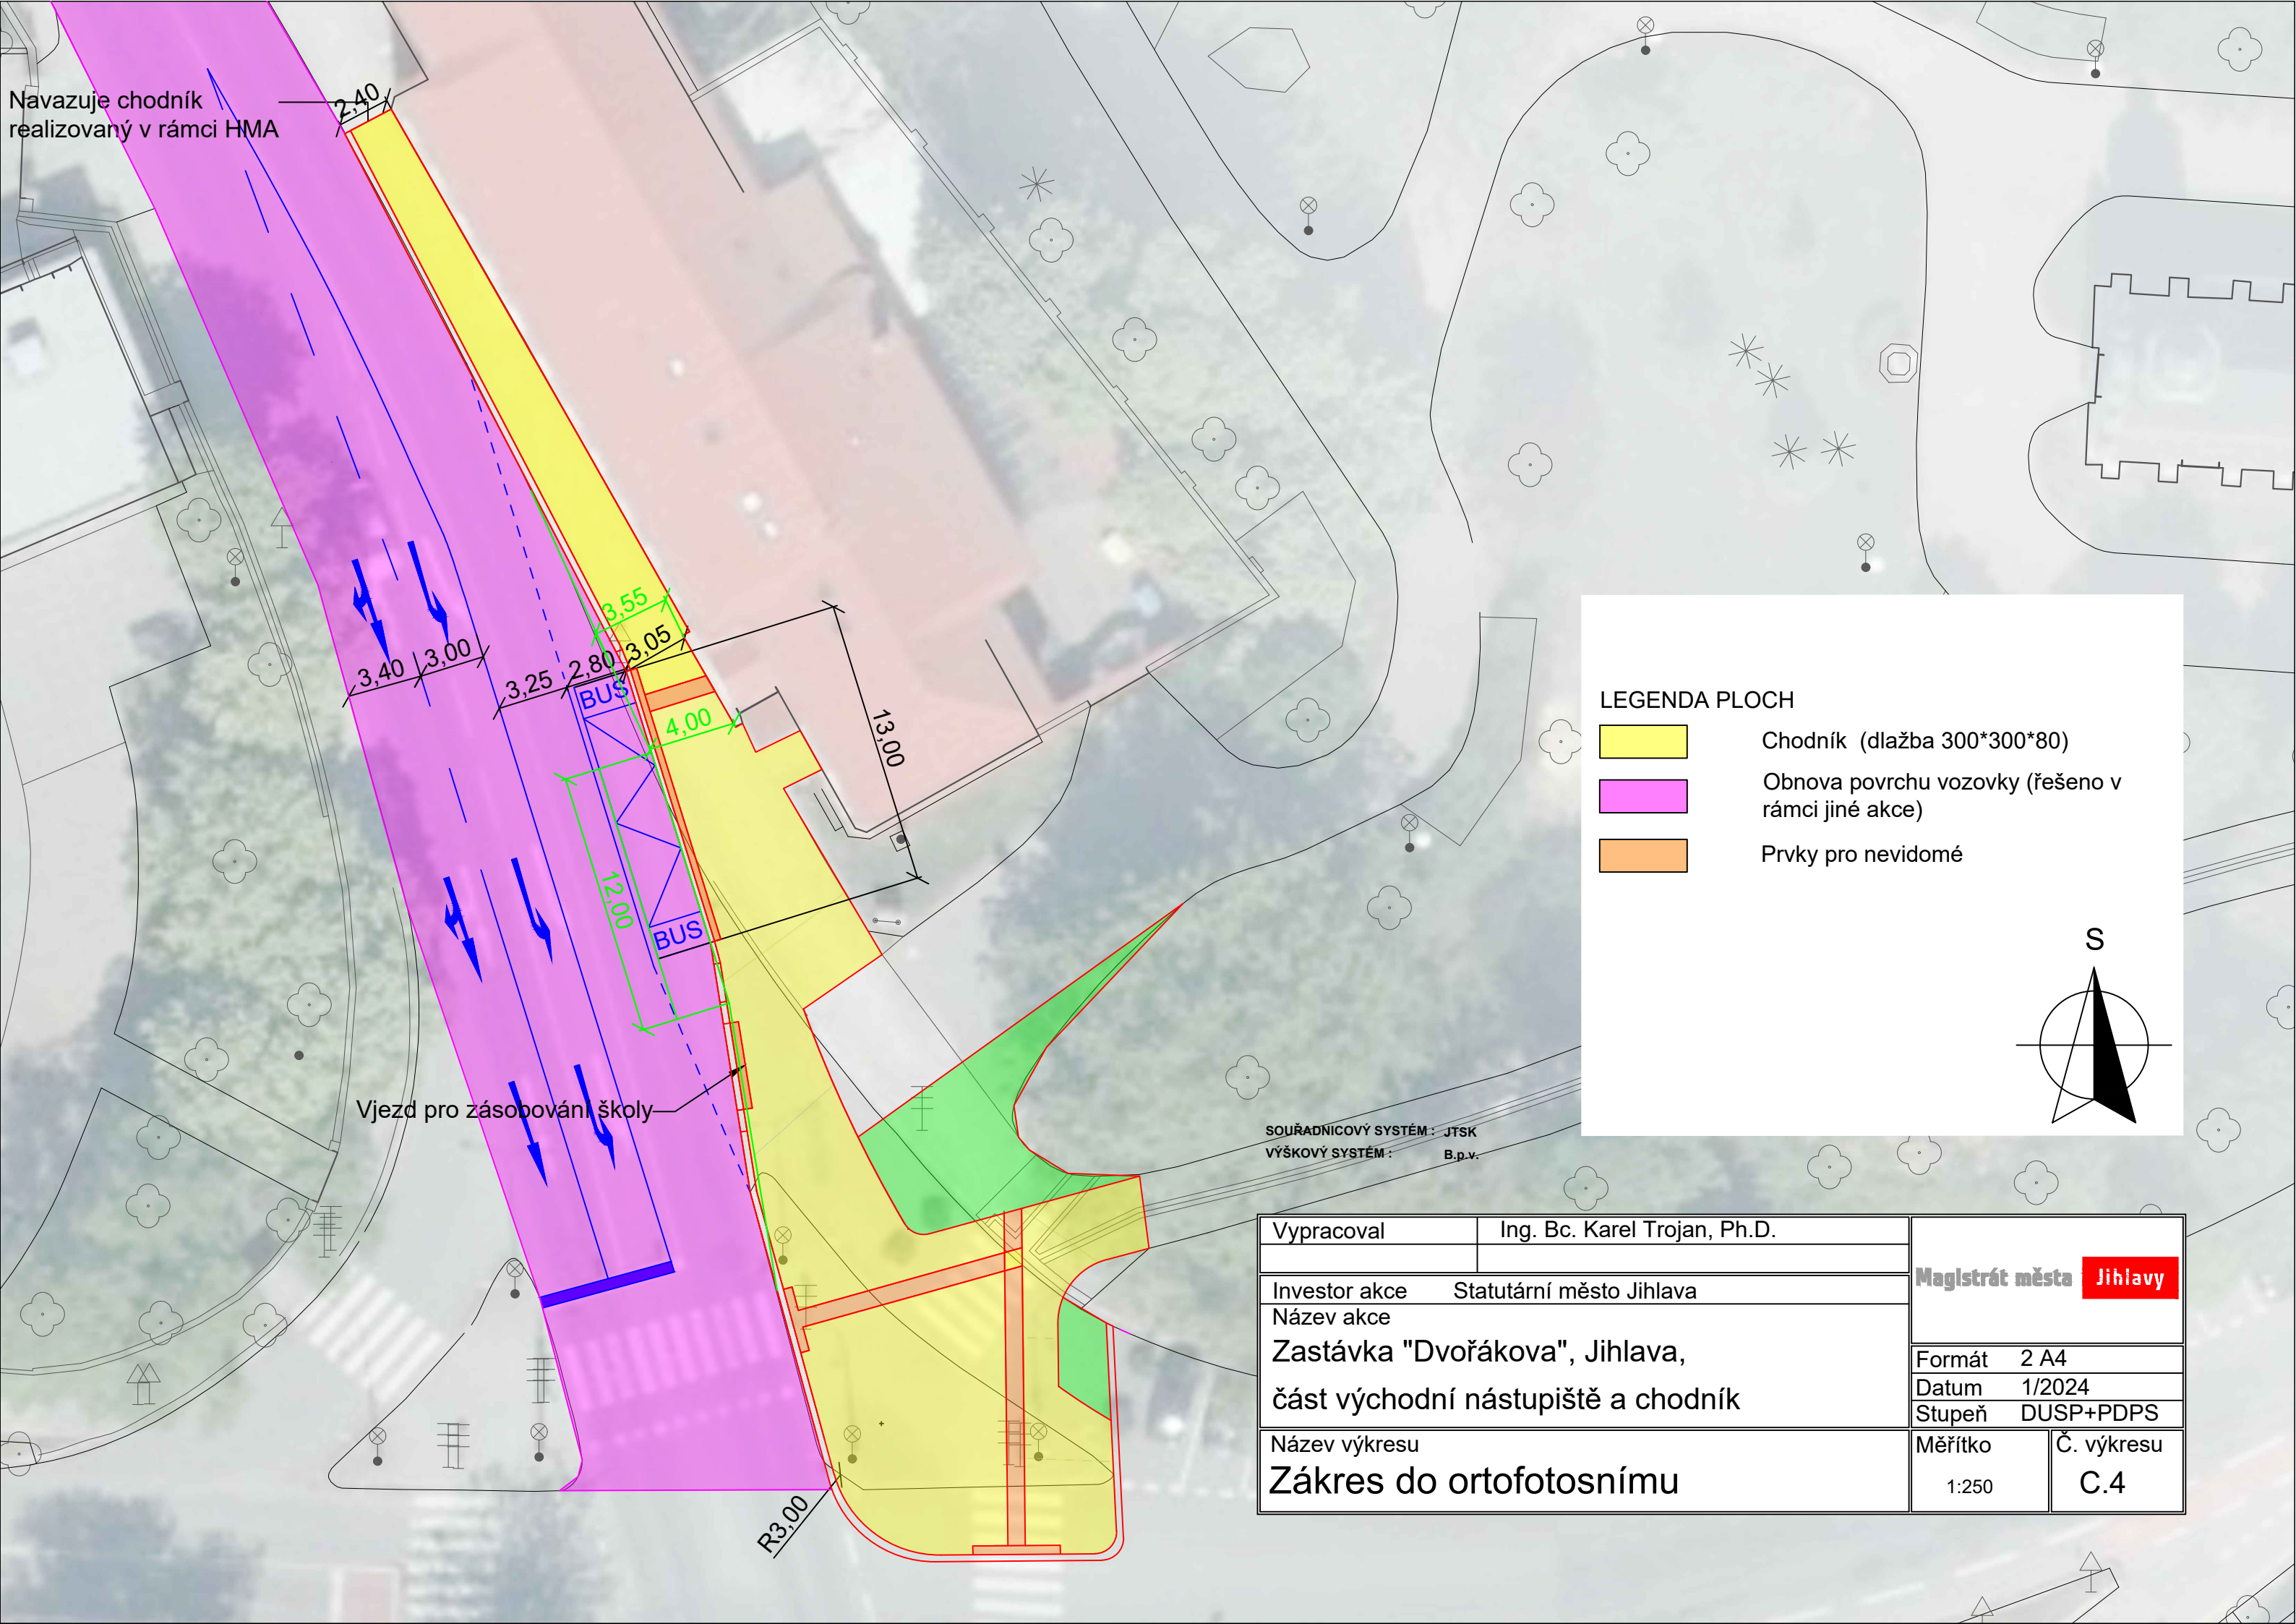 Navazuje chodník
realizovaný v rámci HMA
2,40
3,55
3,05
3,40
3,00
3,25
2,80
BUS
4,00
13,00
12,00
BUS
Vjezd pro zásobování školy
R3,00
LEGENDA PLOCH
Chodník (dlažba 300*300*80)
Obnova povrchu vozovky (řešeno v
rámci jiné akce)
Prvky pro nevidomé
S
SOUŘADNICOVÝ SYSTÉM : JTSK
VÝŠKOVÝ SYSTÉM : B.p.v.
Vypracoval Ing. Bc. Karel Trojan, Ph.D.
Investor akce Statutární město Jihlava
Název akce
Zastávka "Dvořákova", Jihlava,
část východní nástupiště a chodník
Název výkresu
Zákres do ortofotosnímu
Magistrát města Jihlavy
Formát 2 A4
Datum 1/2024
Stupeň DUSP+PDPS
Měřítko
1:250
Č. výkresu
C.4